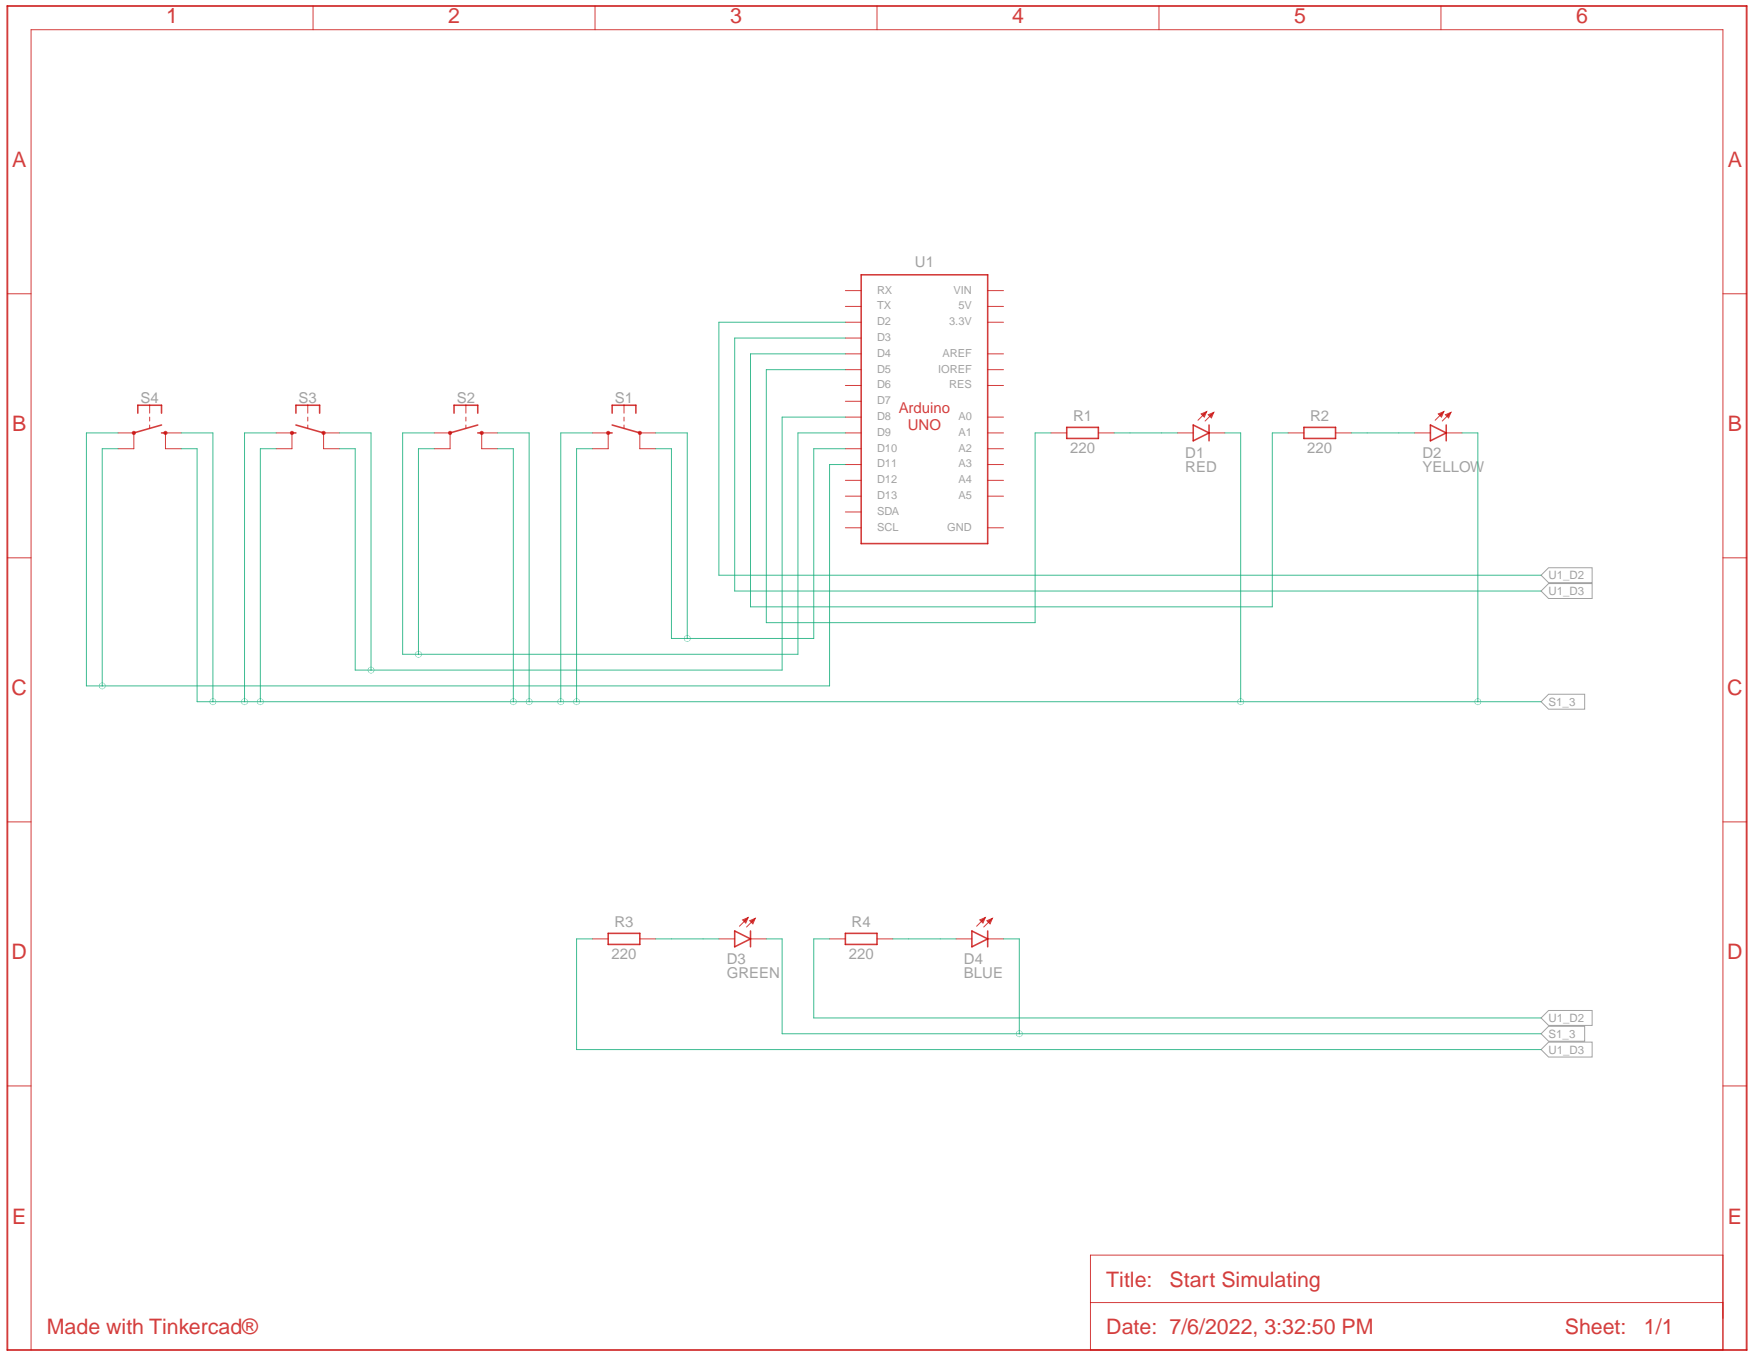 1 2 3 4 5 6
A A
U1
RX VIN
TX 5V
D2 3.3V
D3
D4 AREF
D5 IOREF
D6 RES
D7
D8 A0
D9 A1
D10 A2
D11 A3
D12 A4
D13 A5
SDA
SCL GND
Arduino
UNO
S4 S3 S2 S1
B B
R1
220
D1
RED
R2
220
D2
YELLOW
U1_D2
U1_D3
C C
S1_3
R3
220
D3
GREEN
R4
220
D4
BLUE
D D
U1_D2
S1_3
U1_D3
E E
Title: Start Simulating
Made with Tinkercad®
Date: 7/6/2022, 3:32:50 PM Sheet: 1/1